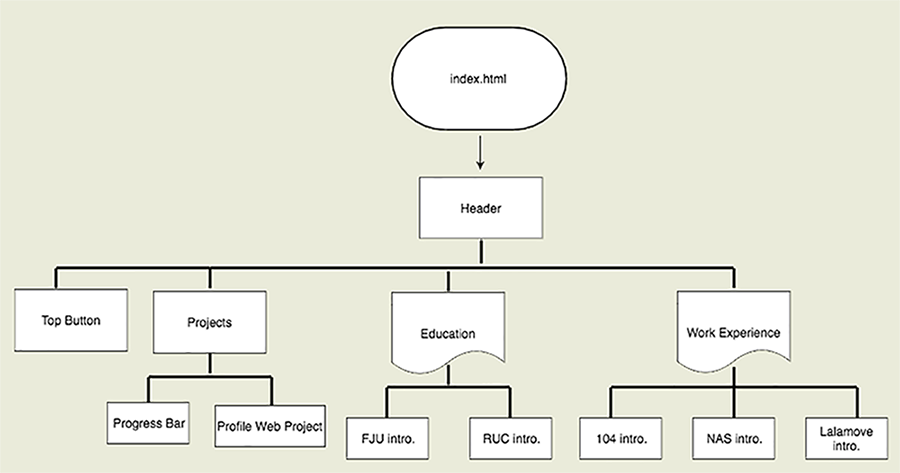 index.html
Header
Top Button
Projects
Education
Work Experience
Progress Bar
Profile Web Project
FJU intro.
RUC intro.
104 intro.
NAS intro.
Lalamove
intro.